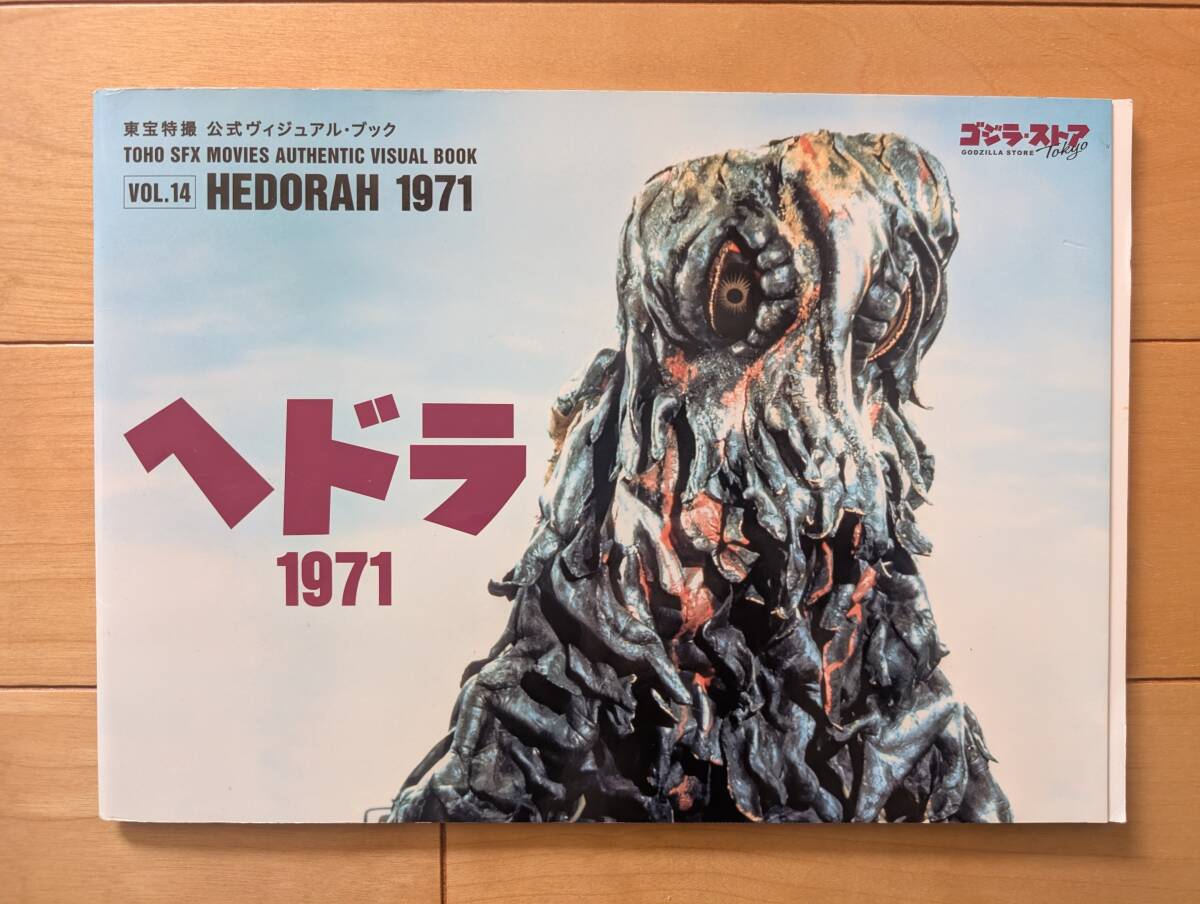 東宝特撮 公式ヴィジュアル・ブック
TOHO SFX MOVIES AUTHENTIC VISUAL BOOK
VOL.14 HEDORAH 1971
ゴジラ・ストア
GODZILLA STORE Tokyo
ヘドラ
1971